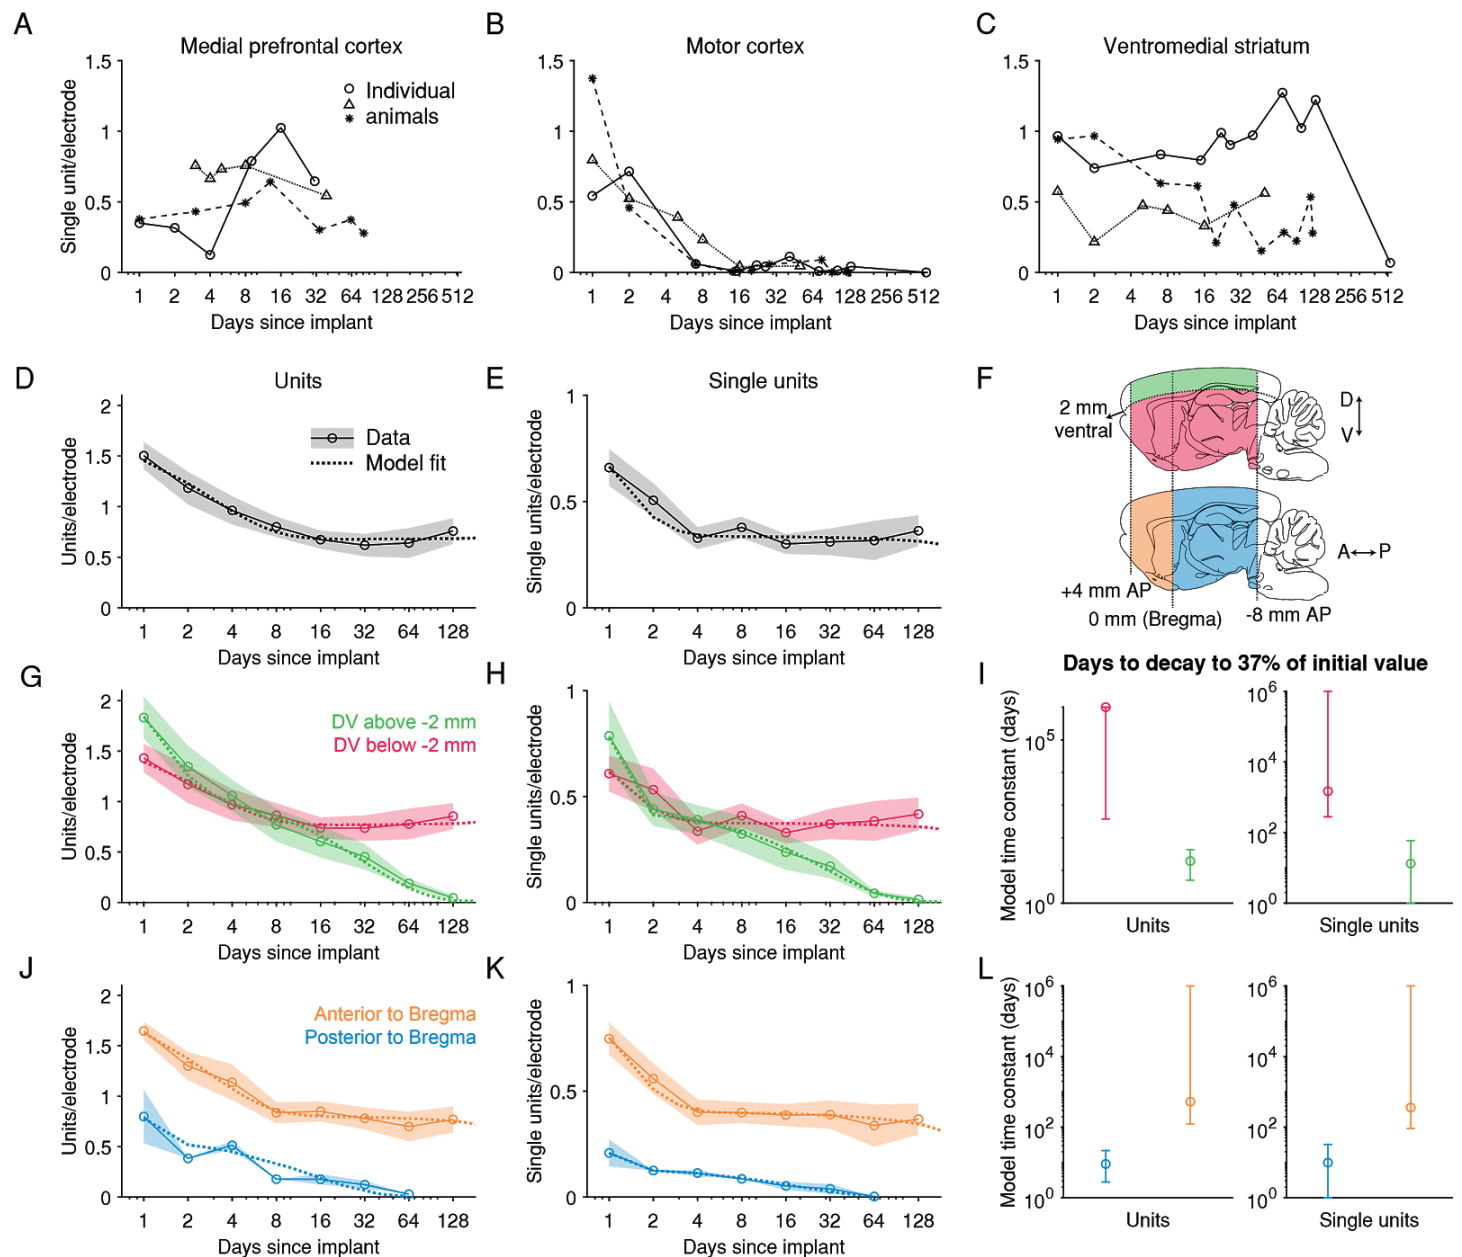 A
Medial prefrontal cortex
1.5
1
0.5
0
Single unit/electrode
Individual
animals
1 2 4 8 16 32 64 128 256 512
Days since implant
B
Motor cortex
1.5
1
0.5
0
1 2 4 8 16 32 64 128 256 512
Days since implant
C
Ventromedial striatum
1.5
1
0.5
0
1 2 4 8 16 32 64 128 256 512
Days since implant
D
Units
2
1.5
1
0.5
0
Units/electrode
Data
Model fit
1 2 4 8 16 32 64 128
Days since implant
E
Single units
1
0.5
0
Single units/electrode
1 2 4 8 16 32 64 128
Days since implant
F
2 mm
ventral
D
V
A P
+4 mm AP
0 mm (Bregma)
-8 mm AP
G
2
1.5
1
0.5
0
Units/electrode
DV above -2 mm
DV below -2 mm
1 2 4 8 16 32 64 128
Days since implant
H
1
0.5
0
Single units/electrode
1 2 4 8 16 32 64 128
Days since implant
I
Days to decay to 37% of initial value
Model time constant (days)
10^5
10^0
Units
10^6
10^4
10^2
10^0
Single units
J
2
1.5
1
0.5
0
Units/electrode
Anterior to Bregma
Posterior to Bregma
1 2 4 8 16 32 64 128
Days since implant
K
1
0.5
0
Single units/electrode
1 2 4 8 16 32 64 128
Days since implant
L
Model time constant (days)
10^6
10^4
10^2
10^0
Units
10^6
10^4
10^2
10^0
Single units